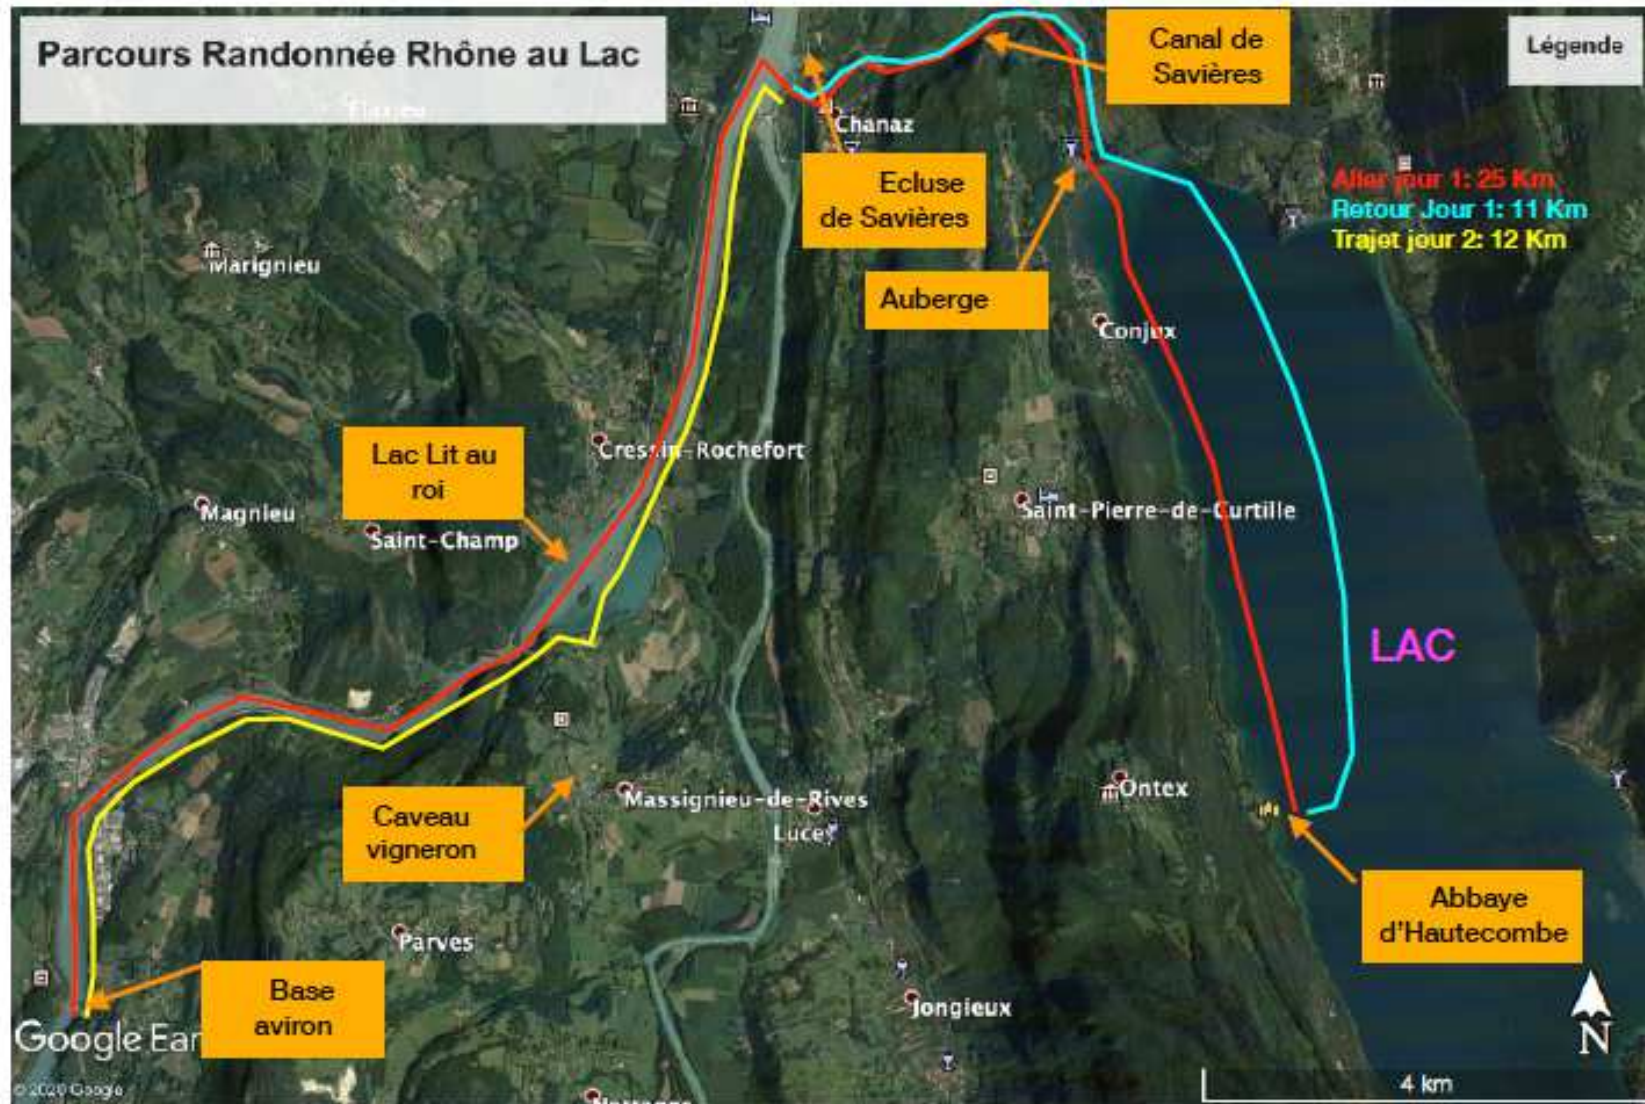 Parcours Randonnée Rhône au Lac
Canal de
Savières
Légende
Chanaz
Ecluse
de Savières
Aller jour 1: 25 Km
Retour Jour 1: 11 Km
Trajet jour 2: 12 Km
Marignieu
Auberge
Conjux
Lac Lit au
roi
Cressin-Rochefort
Magnieu
Saint-Champ
Saint-Pierre-de-Curtille
LAC
Caveau
vigneron
Massignieu-de-Rives
Lucey
Ontex
Abbaye
d'Hautecombe
Parves
Base
aviron
Jongieux
N
Google Ear
© 2020 Google
4 km